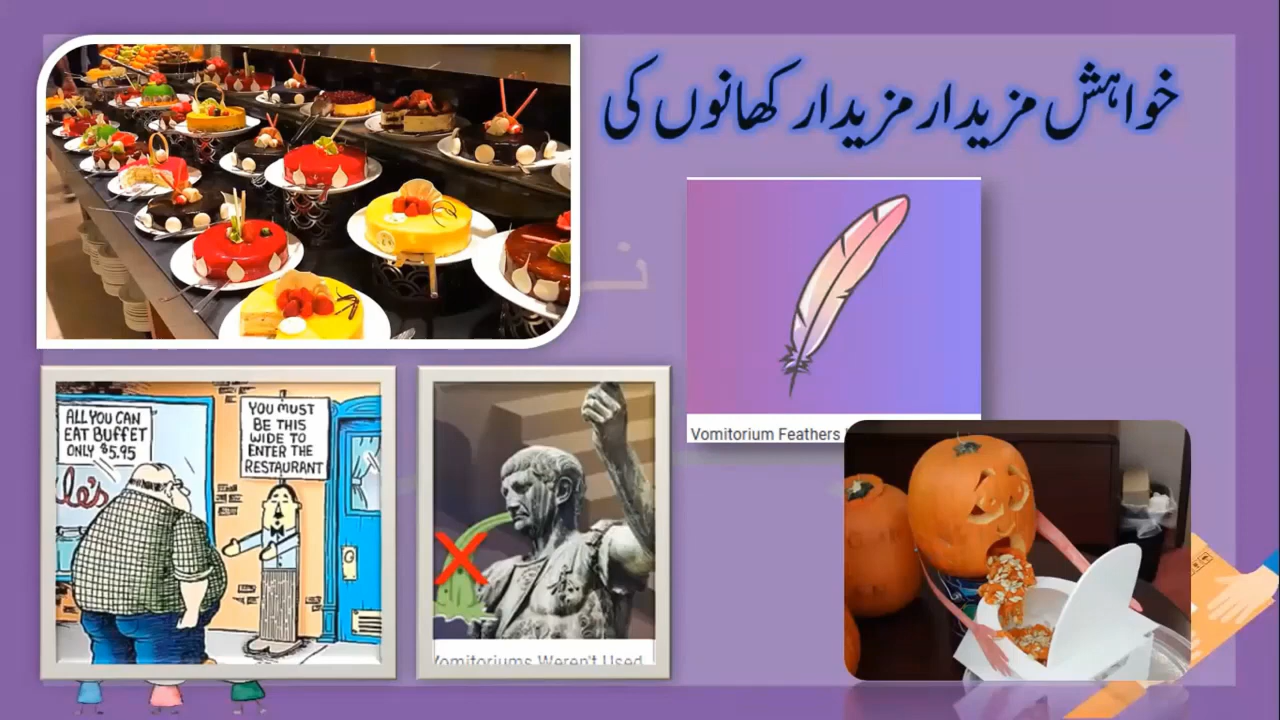 خواہش مزیدار مزیدار کھانوں کی
Vomitorium Feathers
ALL YOU CAN
EAT BUFFET
ONLY $5.95
YOU MUST
BE THIS
WIDE TO
ENTER THE
RESTAURANT
Vomitoriums Weren't Used